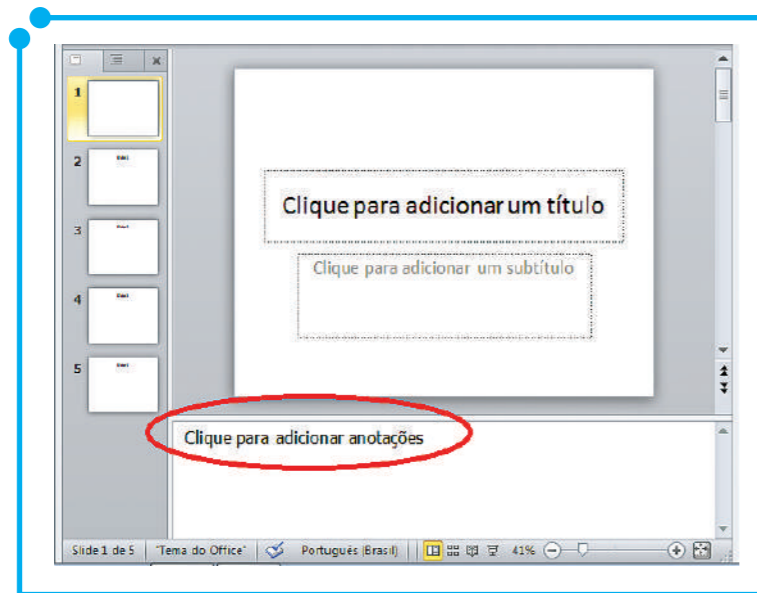 1
2
3
4
5
Clique para adicionar um título
Clique para adicionar um subtítulo
Clique para adicionar anotações
Slide 1 de 5 "Tema do Office" Português (Brasil) 41%